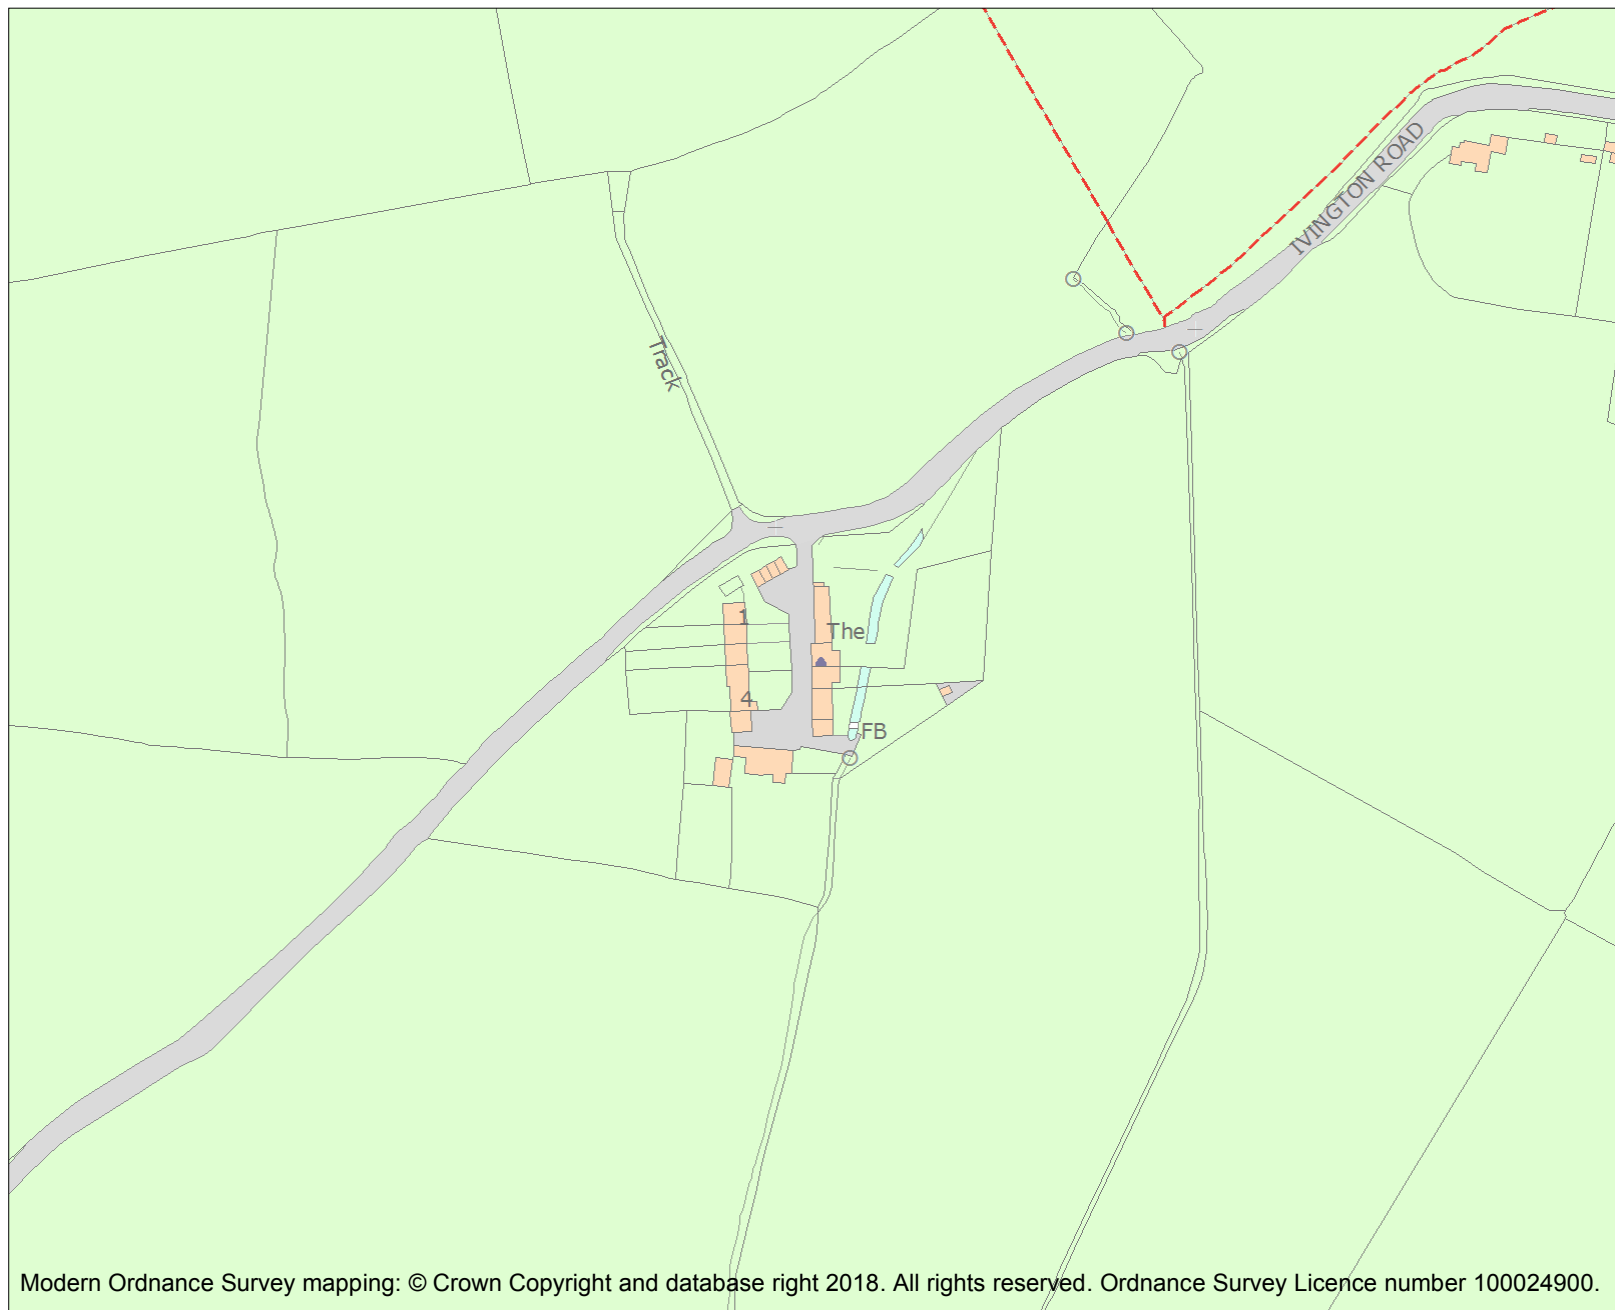 IVINGTON ROAD
Track
1
The
4
FB
Modern Ordnance Survey mapping: © Crown Copyright and database right 2018. All rights reserved. Ordnance Survey Licence number 100024900.